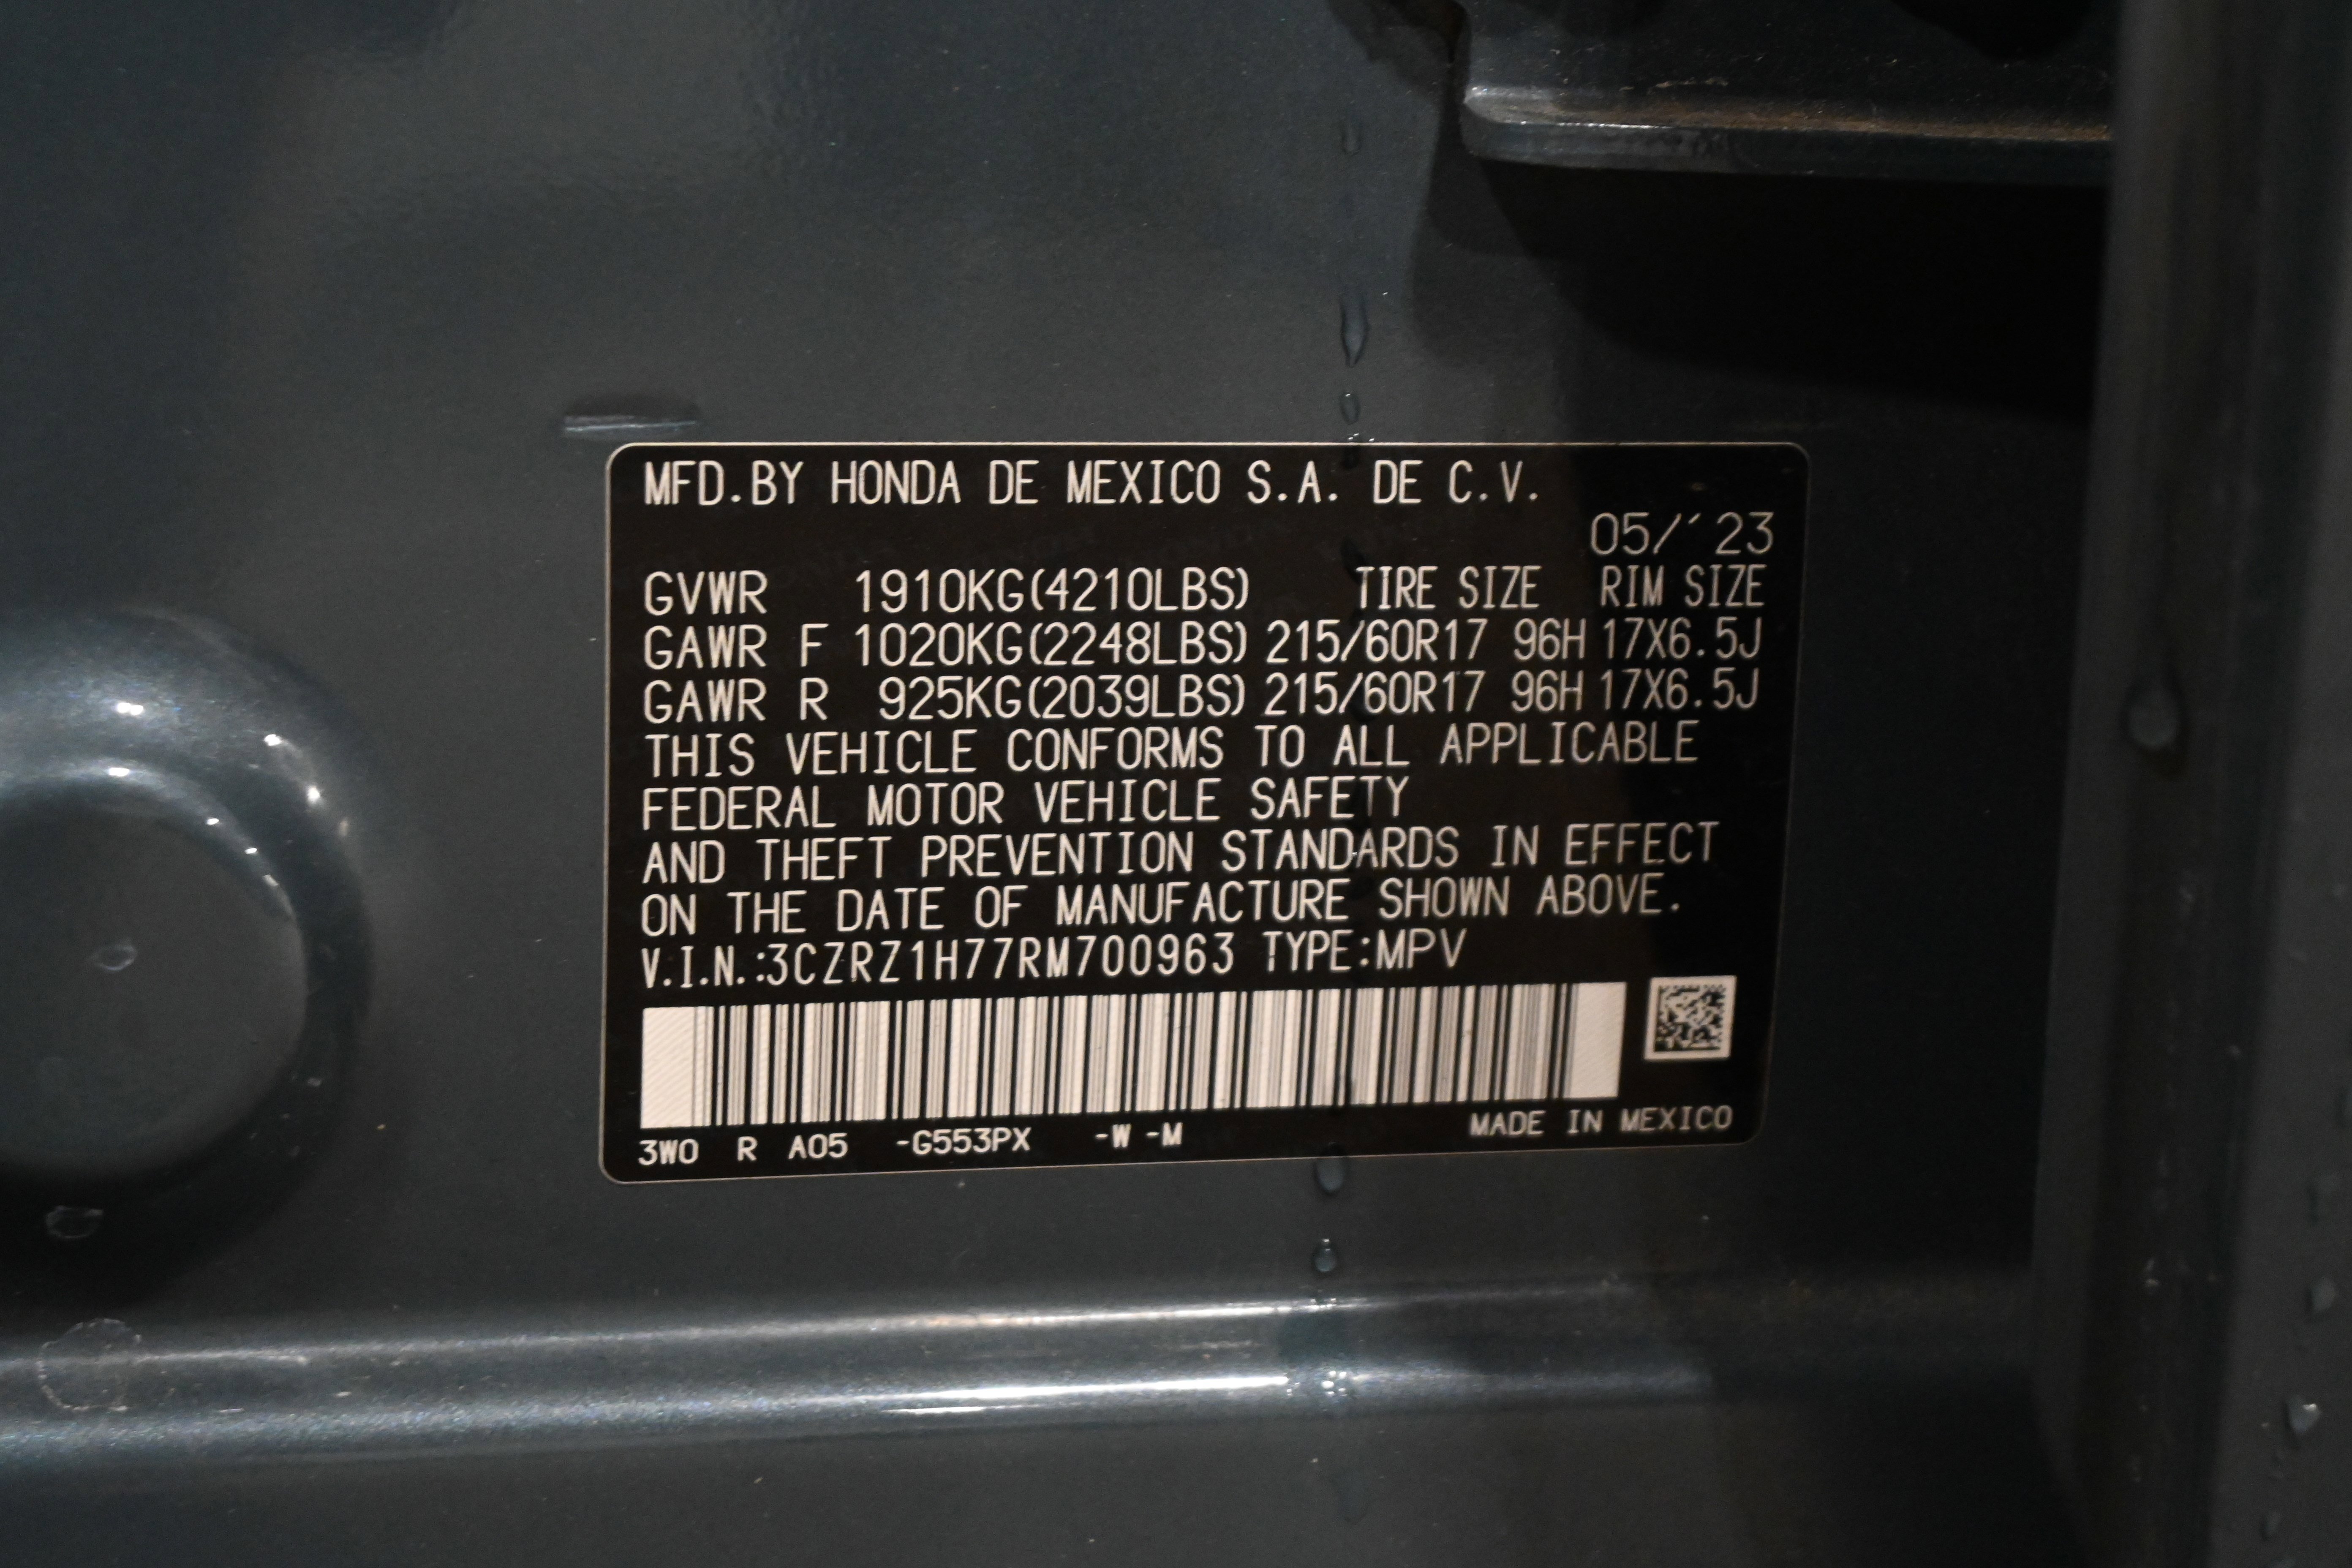 MFD.BY HONDA DE MEXICO S.A. DE C.V.
05/´23
GVWR 1910KG(4210LBS) TIRE SIZE RIM SIZE
GAWR F 1020KG(2248LBS) 215/60R17 96H 17X6.5J
GAWR R 925KG(2039LBS) 215/60R17 96H 17X6.5J
THIS VEHICLE CONFORMS TO ALL APPLICABLE
FEDERAL MOTOR VEHICLE SAFETY
AND THEFT PREVENTION STANDARDS IN EFFECT
ON THE DATE OF MANUFACTURE SHOWN ABOVE.
V.I.N.:3CZRZ1H77RM700963 TYPE:MPV
3W0 R A05 -G553PX -W -M MADE IN MEXICO